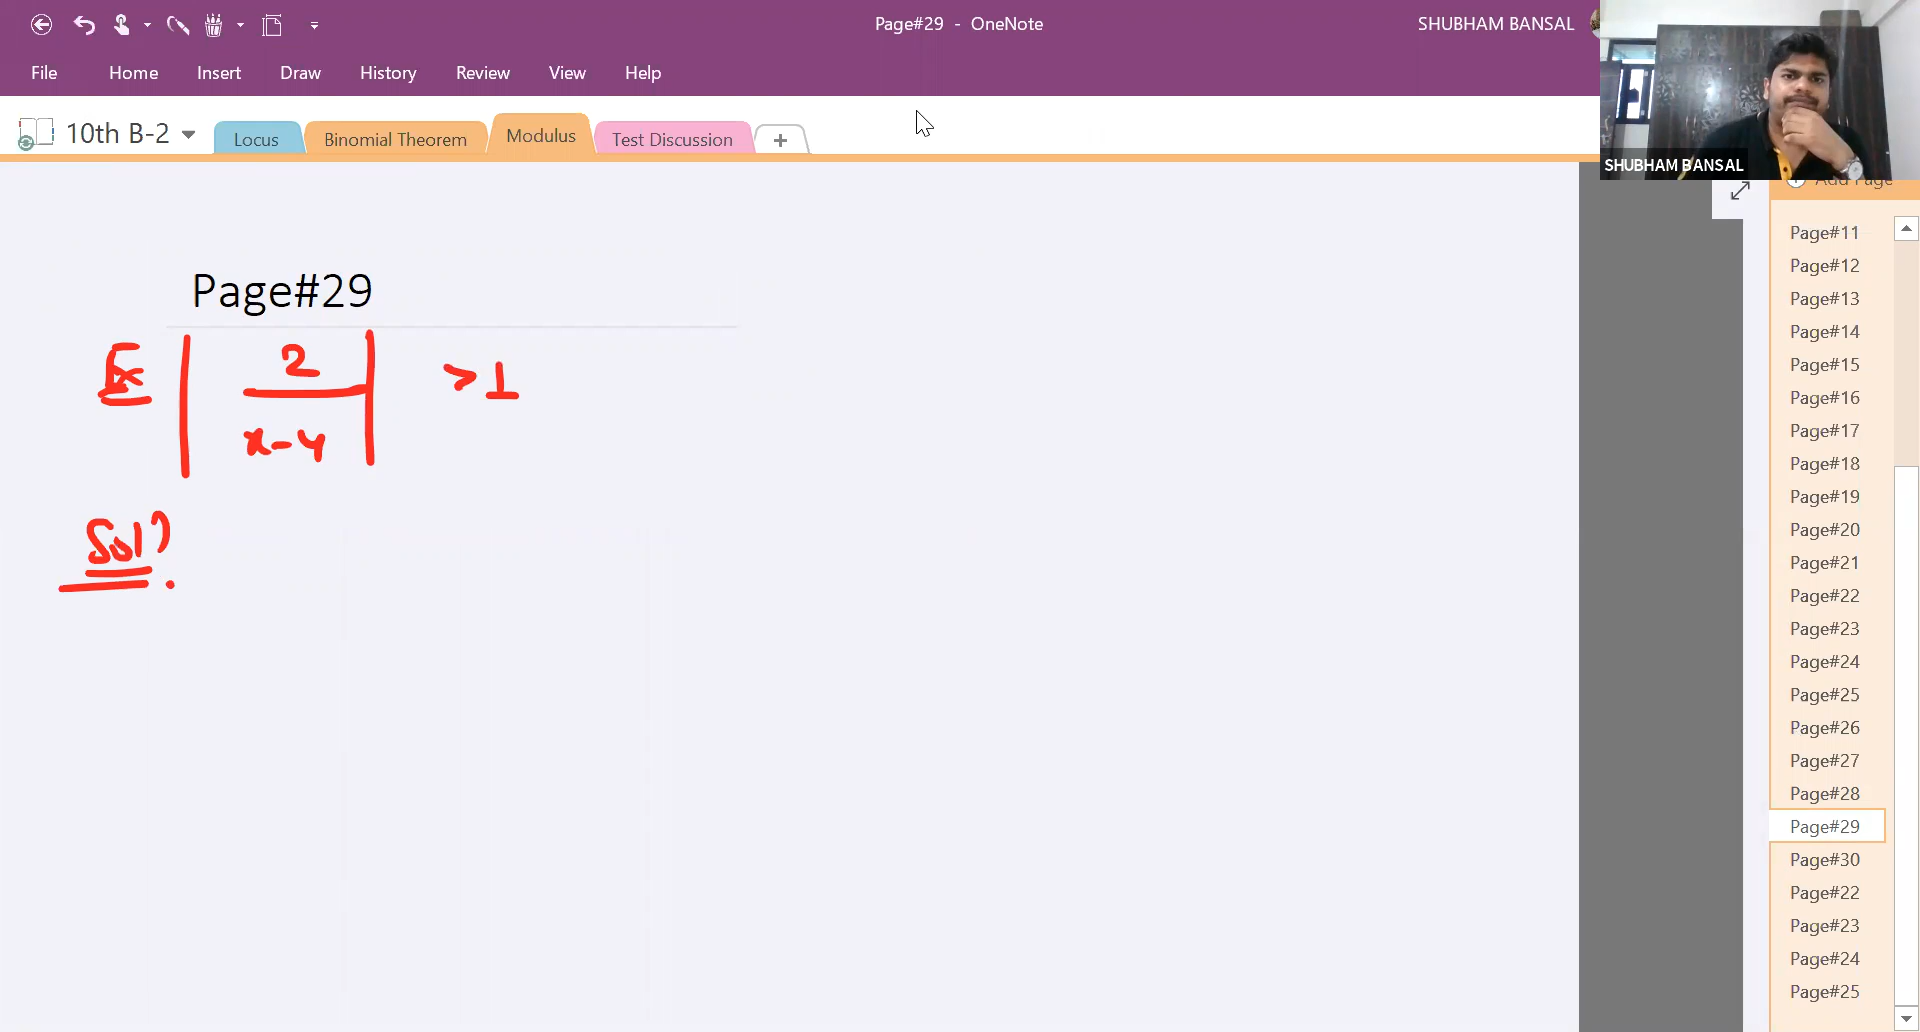 Page#29 - OneNote
SHUBHAM BANSAL
File Home Insert Draw History Review View Help
SHUBHAM BANSAL
10th B-2
Locus Binomial Theorem Modulus Test Discussion +
Add Page
Page#29
Ex | 2 / x-4 | > 1
Sol?
Page#11
Page#12
Page#13
Page#14
Page#15
Page#16
Page#17
Page#18
Page#19
Page#20
Page#21
Page#22
Page#23
Page#24
Page#25
Page#26
Page#27
Page#28
Page#29
Page#30
Page#22
Page#23
Page#24
Page#25